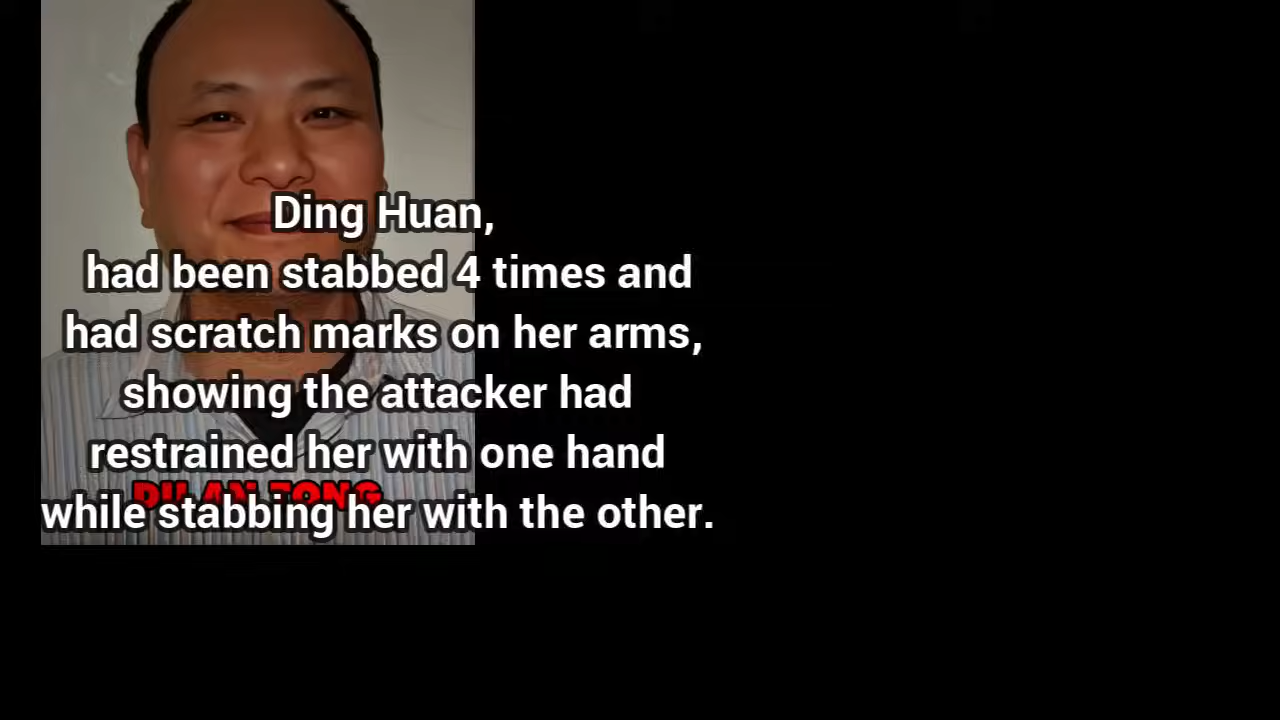 Ding Huan,
had been stabbed 4 times and
had scratch marks on her arms,
showing the attacker had
restrained her with one hand
while stabbing her with the other.